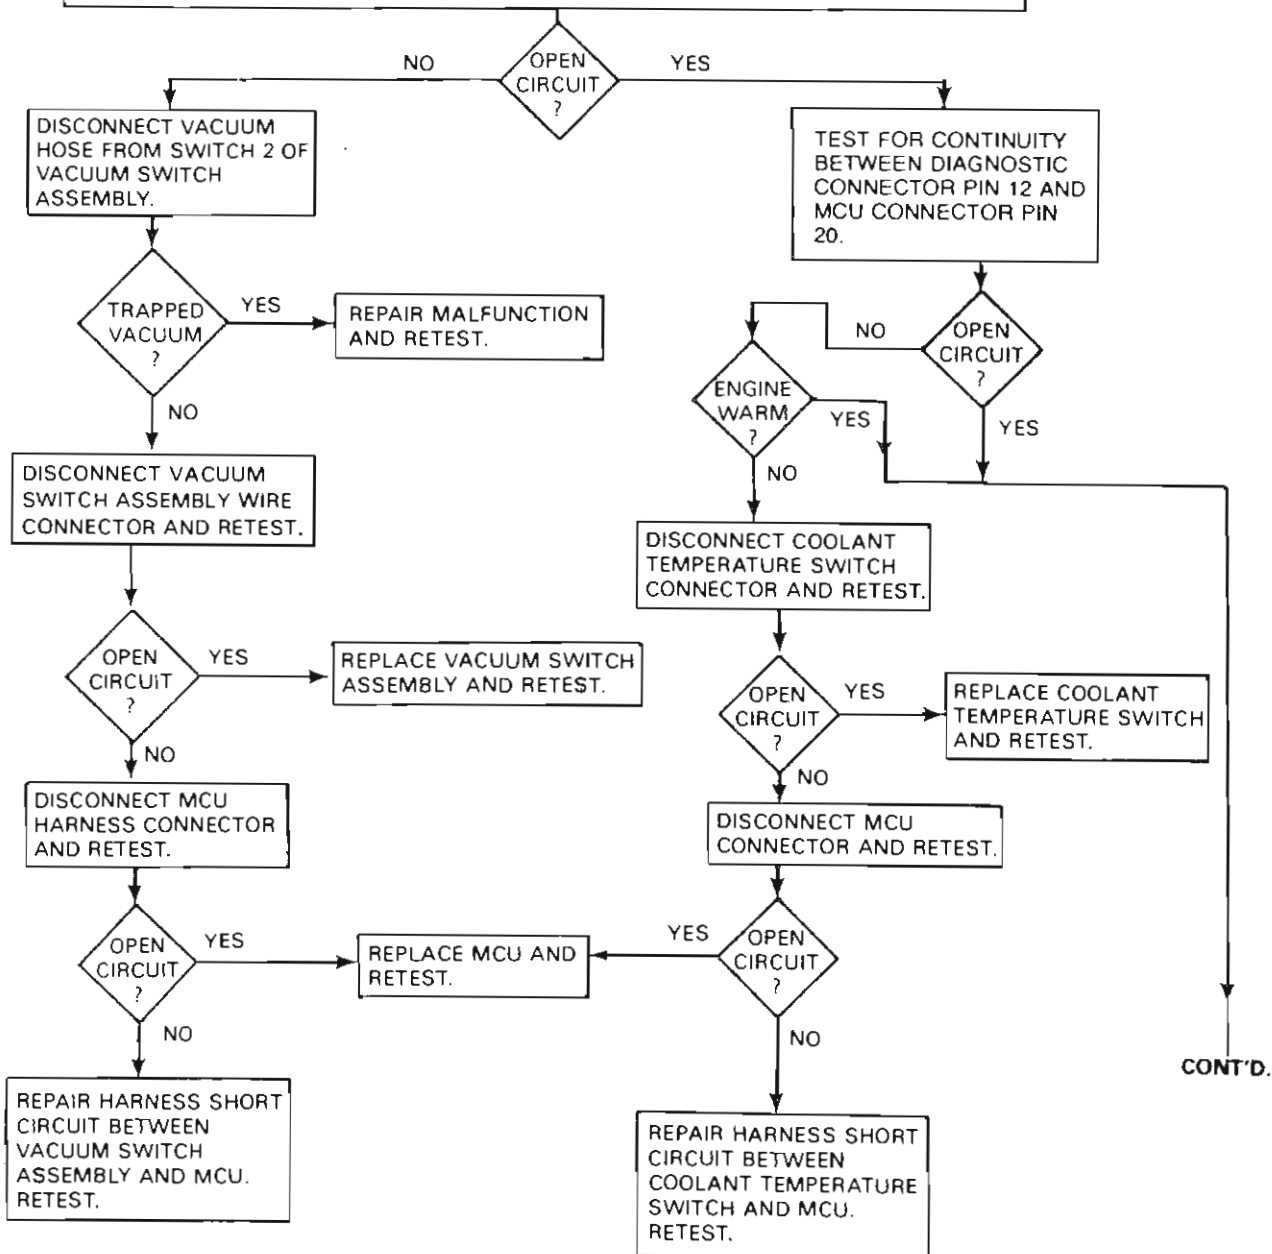 OPEN
CIRCUIT
?
NO
YES
DISCONNECT VACUUM
HOSE FROM SWITCH 2 OF
VACUUM SWITCH
ASSEMBLY.
TEST FOR CONTINUITY
BETWEEN DIAGNOSTIC
CONNECTOR PIN 12 AND
MCU CONNECTOR PIN
20.
TRAPPED
VACUUM
?
YES
REPAIR MALFUNCTION
AND RETEST.
NO
OPEN
CIRCUIT
?
NO
YES
ENGINE
WARM
?
YES
NO
DISCONNECT VACUUM
SWITCH ASSEMBLY WIRE
CONNECTOR AND RETEST.
DISCONNECT COOLANT
TEMPERATURE SWITCH
CONNECTOR AND RETEST.
OPEN
CIRCUIT
?
YES
REPLACE VACUUM SWITCH
ASSEMBLY AND RETEST.
NO
OPEN
CIRCUIT
?
YES
REPLACE COOLANT
TEMPERATURE SWITCH
AND RETEST.
NO
DISCONNECT MCU
HARNESS CONNECTOR
AND RETEST.
DISCONNECT MCU
CONNECTOR AND RETEST.
OPEN
CIRCUIT
?
YES
REPLACE MCU AND
RETEST.
YES
OPEN
CIRCUIT
?
NO
NO
CONT'D.
REPAIR HARNESS SHORT
CIRCUIT BETWEEN
VACUUM SWITCH
ASSEMBLY AND MCU.
RETEST.
REPAIR HARNESS SHORT
CIRCUIT BETWEEN
COOLANT TEMPERATURE
SWITCH AND MCU.
RETEST.